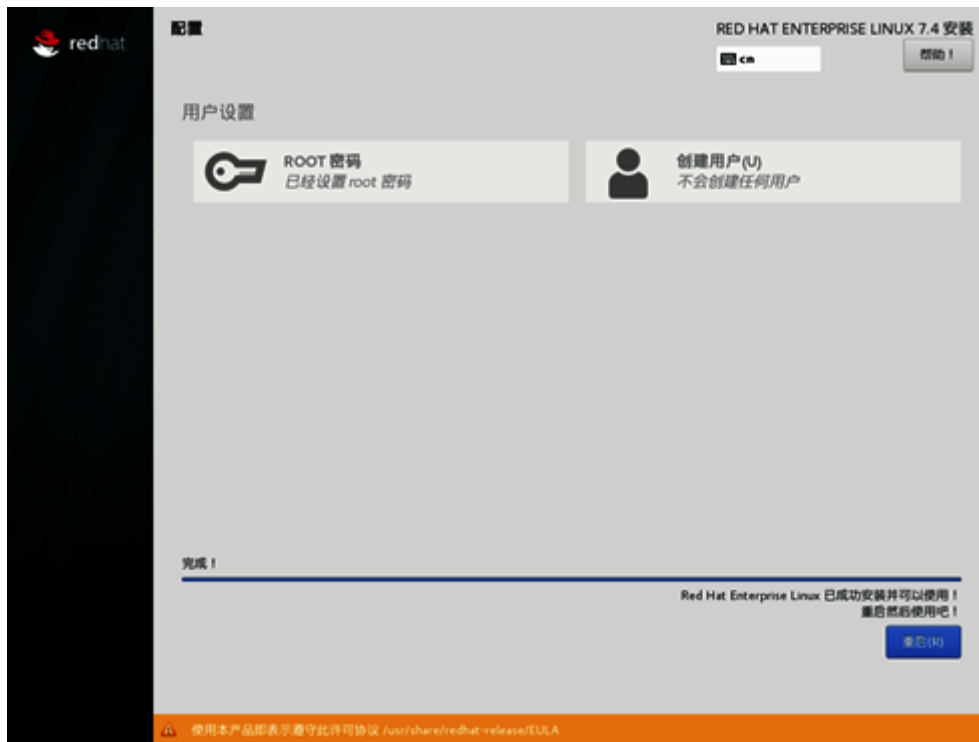 redhat
配置
RED HAT ENTERPRISE LINUX 7.4 安装
cn
帮助！
用户设置
ROOT 密码
已经设置 root 密码
创建用户(U)
不会创建任何用户
完成！
Red Hat Enterprise Linux 已成功安装并可以使用！
重启然后使用吧！
重启(R)
使用本产品即表示遵守此许可协议 /usr/share/redhat-release/EULA